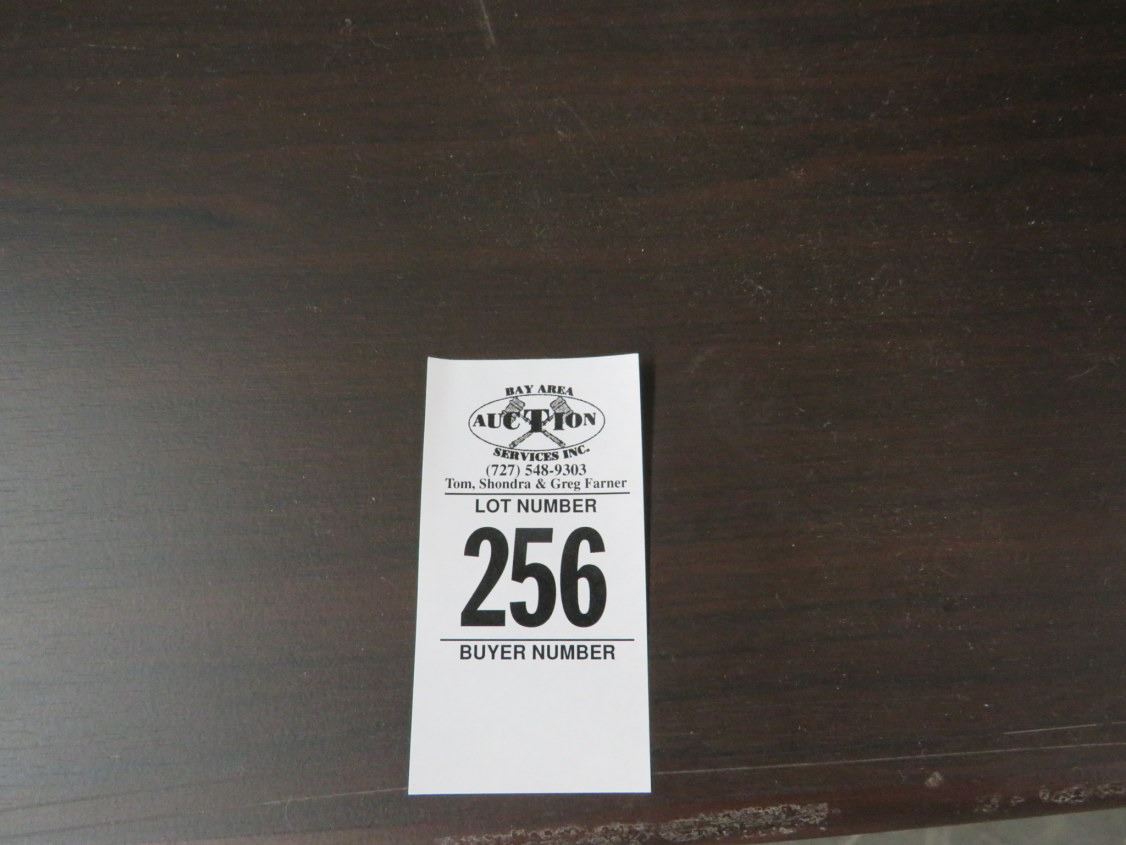 BAY AREA
AUCTION
SERVICES INC.
(727) 548-9303
Tom, Shondra & Greg Farner
LOT NUMBER
256
BUYER NUMBER